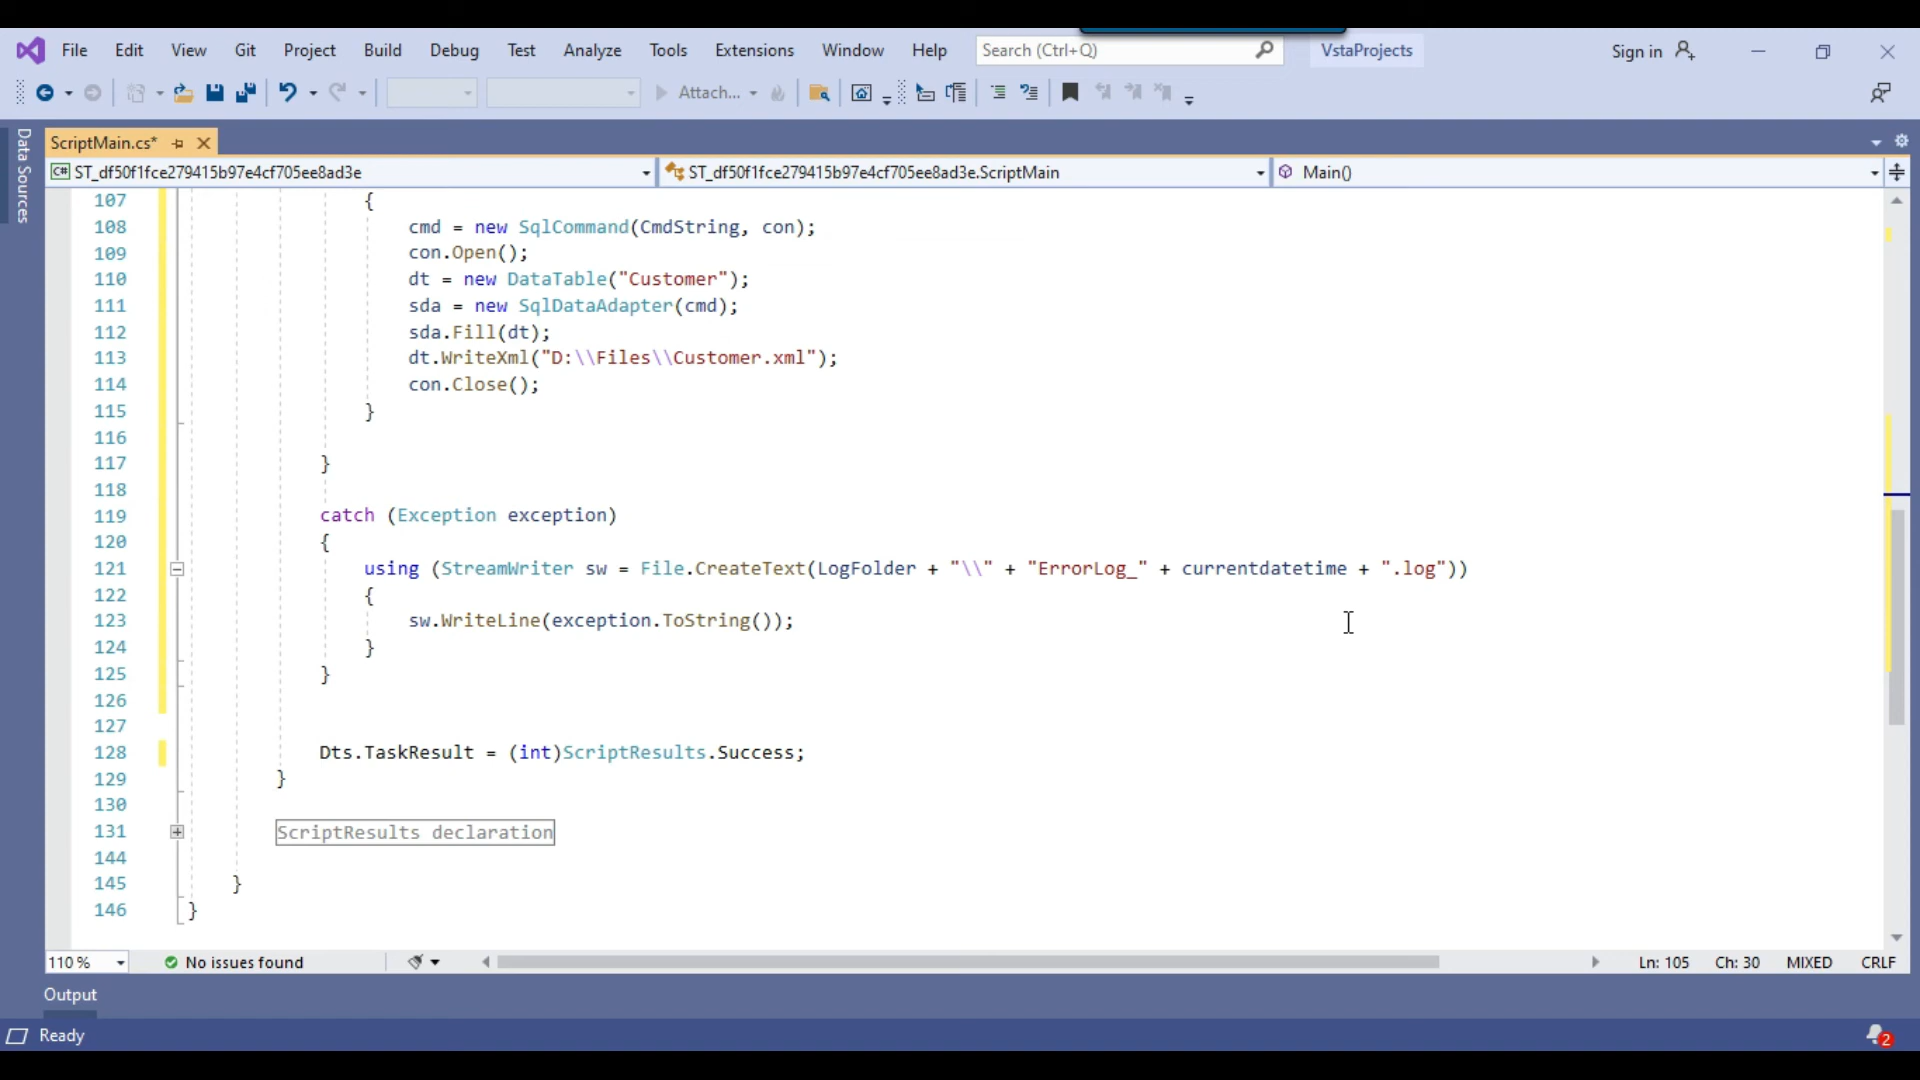 File Edit View Git Project Build Debug Test Analyze Tools Extensions Window Help Search (Ctrl+Q) VstaProjects Sign in
Attach...
Data Sources
ScriptMain.cs*
C# ST_df50f1fce279415b97e4cf705ee8ad3e ST_df50f1fce279415b97e4cf705ee8ad3e.ScriptMain Main()
107 {
108 cmd = new SqlCommand(CmdString, con);
109 con.Open();
110 dt = new DataTable("Customer");
111 sda = new SqlDataAdapter(cmd);
112 sda.Fill(dt);
113 dt.WriteXml("D:\\Files\\Customer.xml");
114 con.Close();
115 }
116
117 }
118
119 catch (Exception exception)
120 {
121 using (StreamWriter sw = File.CreateText(LogFolder + "\\" + "ErrorLog_" + currentdatetime + ".log"))
122 {
123 sw.WriteLine(exception.ToString());
124 }
125 }
126
127
128 Dts.TaskResult = (int)ScriptResults.Success;
129 }
130
131 ScriptResults declaration
144
145 }
146 }
110 % No issues found Ln: 105 Ch: 30 MIXED CRLF
Output
Ready 2